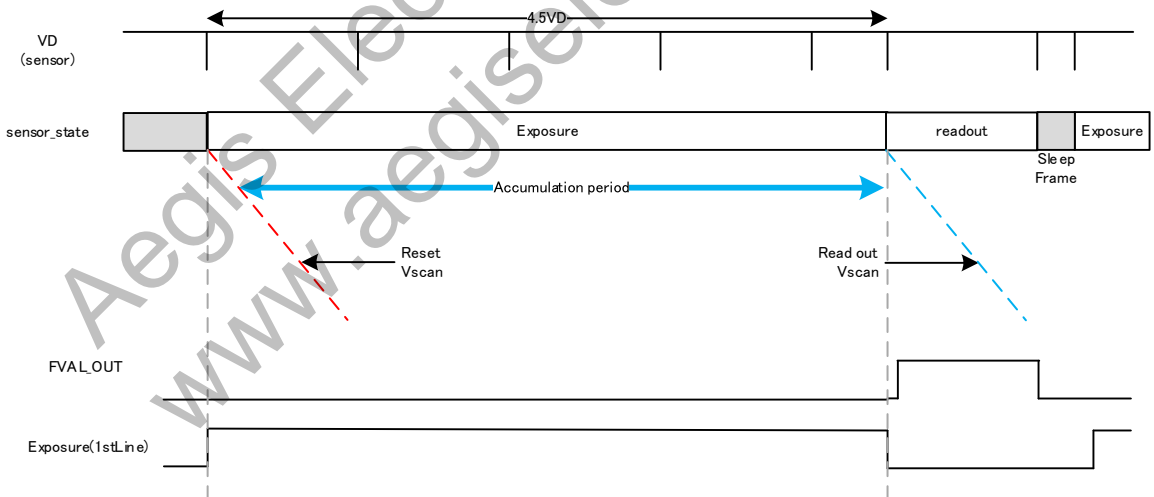 4.5VD
VD
(sensor)
sensor_state
Exposure
readout
Exposure
Sleep
Frame
Accumulation period
Reset
Vscan
Read out
Vscan
FVAL_OUT
Exposure(1stLine)
Aegis Elec
www.aegisel